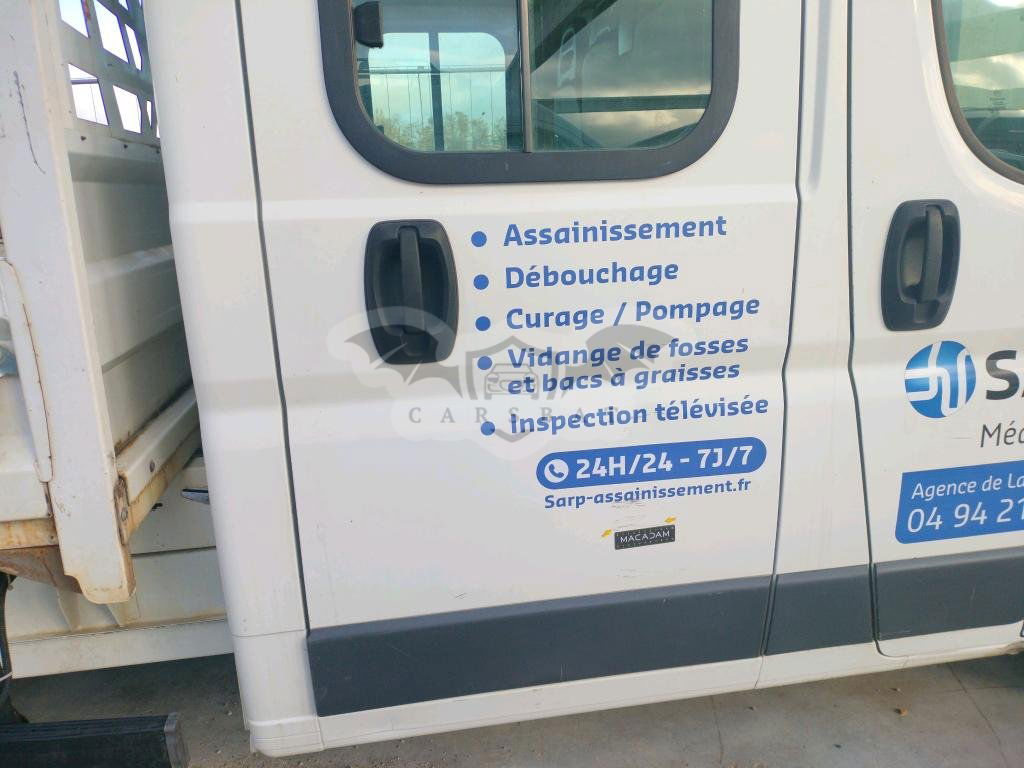 Assainissement
Débouchage
Curage / Pompage
Vidange de fosses
et bacs à graisses
Inspection télévisée
24H/24 - 7J/7
Sarp-assainissement.fr
MACADAM
Agence de La
04 94 21